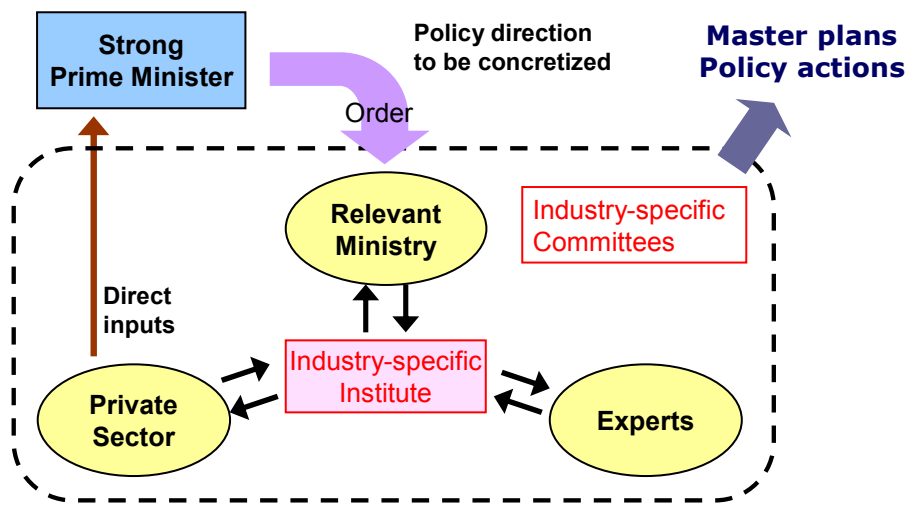 Strong
Prime Minister
Policy direction
to be concretized
Master plans
Policy actions
Order
Relevant
Ministry
Industry-specific
Committees
Direct
inputs
Industry-specific
Institute
Private
Sector
Experts